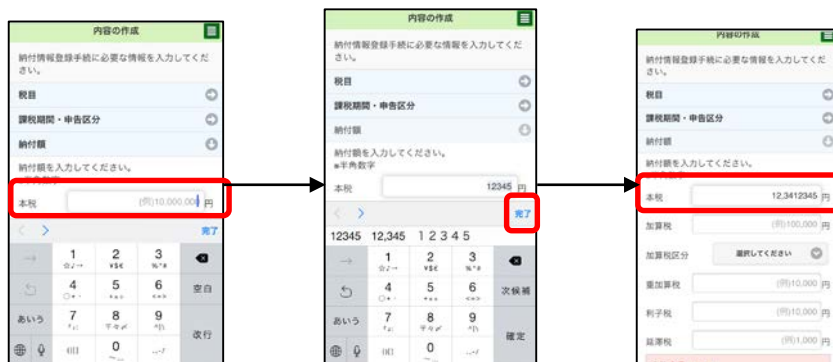 内容の作成
納付情報登録手続に必要な情報を入力してくだ
さい。
税目
課税期間・申告区分
納付額
納付額を入力してください。
※半角数字
本税 (例)10,000,000 円
完了
1 2 3
☆♪→ ¥$€ %°#
4 5 6 空白
○*・ +×÷ <=>
あいう 7 8 9
改行
0
内容の作成
納付情報登録手続に必要な情報を入力してくだ
さい。
税目
課税期間・申告区分
納付額
納付額を入力してください。
※半角数字
本税 12345 円
完了
12345 12,345 1 2 3 4 5
1 2 3
☆♪→ ¥$€ %°#
4 5 6 次候補
○*・ +×÷ <=>
あいう 7 8 9
確定
0
内容の作成
納付情報登録手続に必要な情報を入力してくだ
さい。
税目
課税期間・申告区分
納付額
納付額を入力してください。
本税 12,3412345 円
加算税 (例)100,000 円
加算税区分 選択してください
重加算税 (例)10,000 円
利子税 (例)10,000 円
延滞税 (例)1,000 円